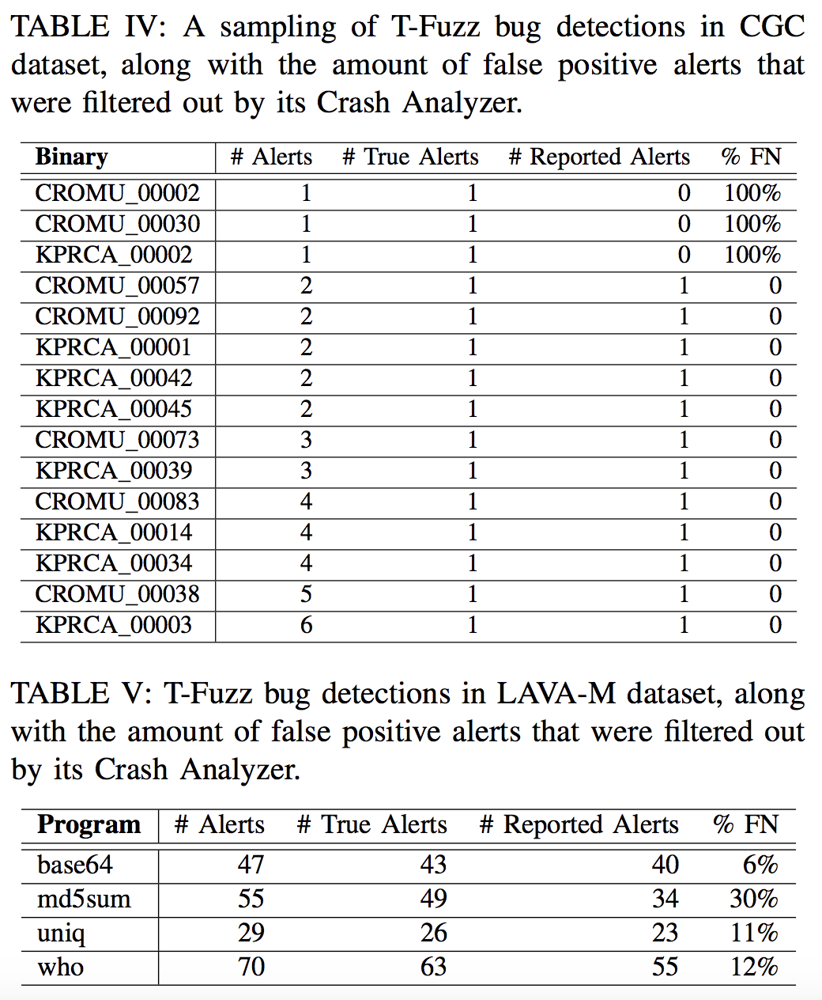 TABLE IV: A sampling of T-Fuzz bug detections in CGC
dataset, along with the amount of false positive alerts that
were filtered out by its Crash Analyzer.
Binary # Alerts # True Alerts # Reported Alerts % FN
CROMU_00002 1 1 0 100%
CROMU_00030 1 1 0 100%
KPRCA_00002 1 1 0 100%
CROMU_00057 2 1 1 0
CROMU_00092 2 1 1 0
KPRCA_00001 2 1 1 0
KPRCA_00042 2 1 1 0
KPRCA_00045 2 1 1 0
CROMU_00073 3 1 1 0
KPRCA_00039 3 1 1 0
CROMU_00083 4 1 1 0
KPRCA_00014 4 1 1 0
KPRCA_00034 4 1 1 0
CROMU_00038 5 1 1 0
KPRCA_00003 6 1 1 0
TABLE V: T-Fuzz bug detections in LAVA-M dataset, along
with the amount of false positive alerts that were filtered out
by its Crash Analyzer.
Program # Alerts # True Alerts # Reported Alerts % FN
base64 47 43 40 6%
md5sum 55 49 34 30%
uniq 29 26 23 11%
who 70 63 55 12%